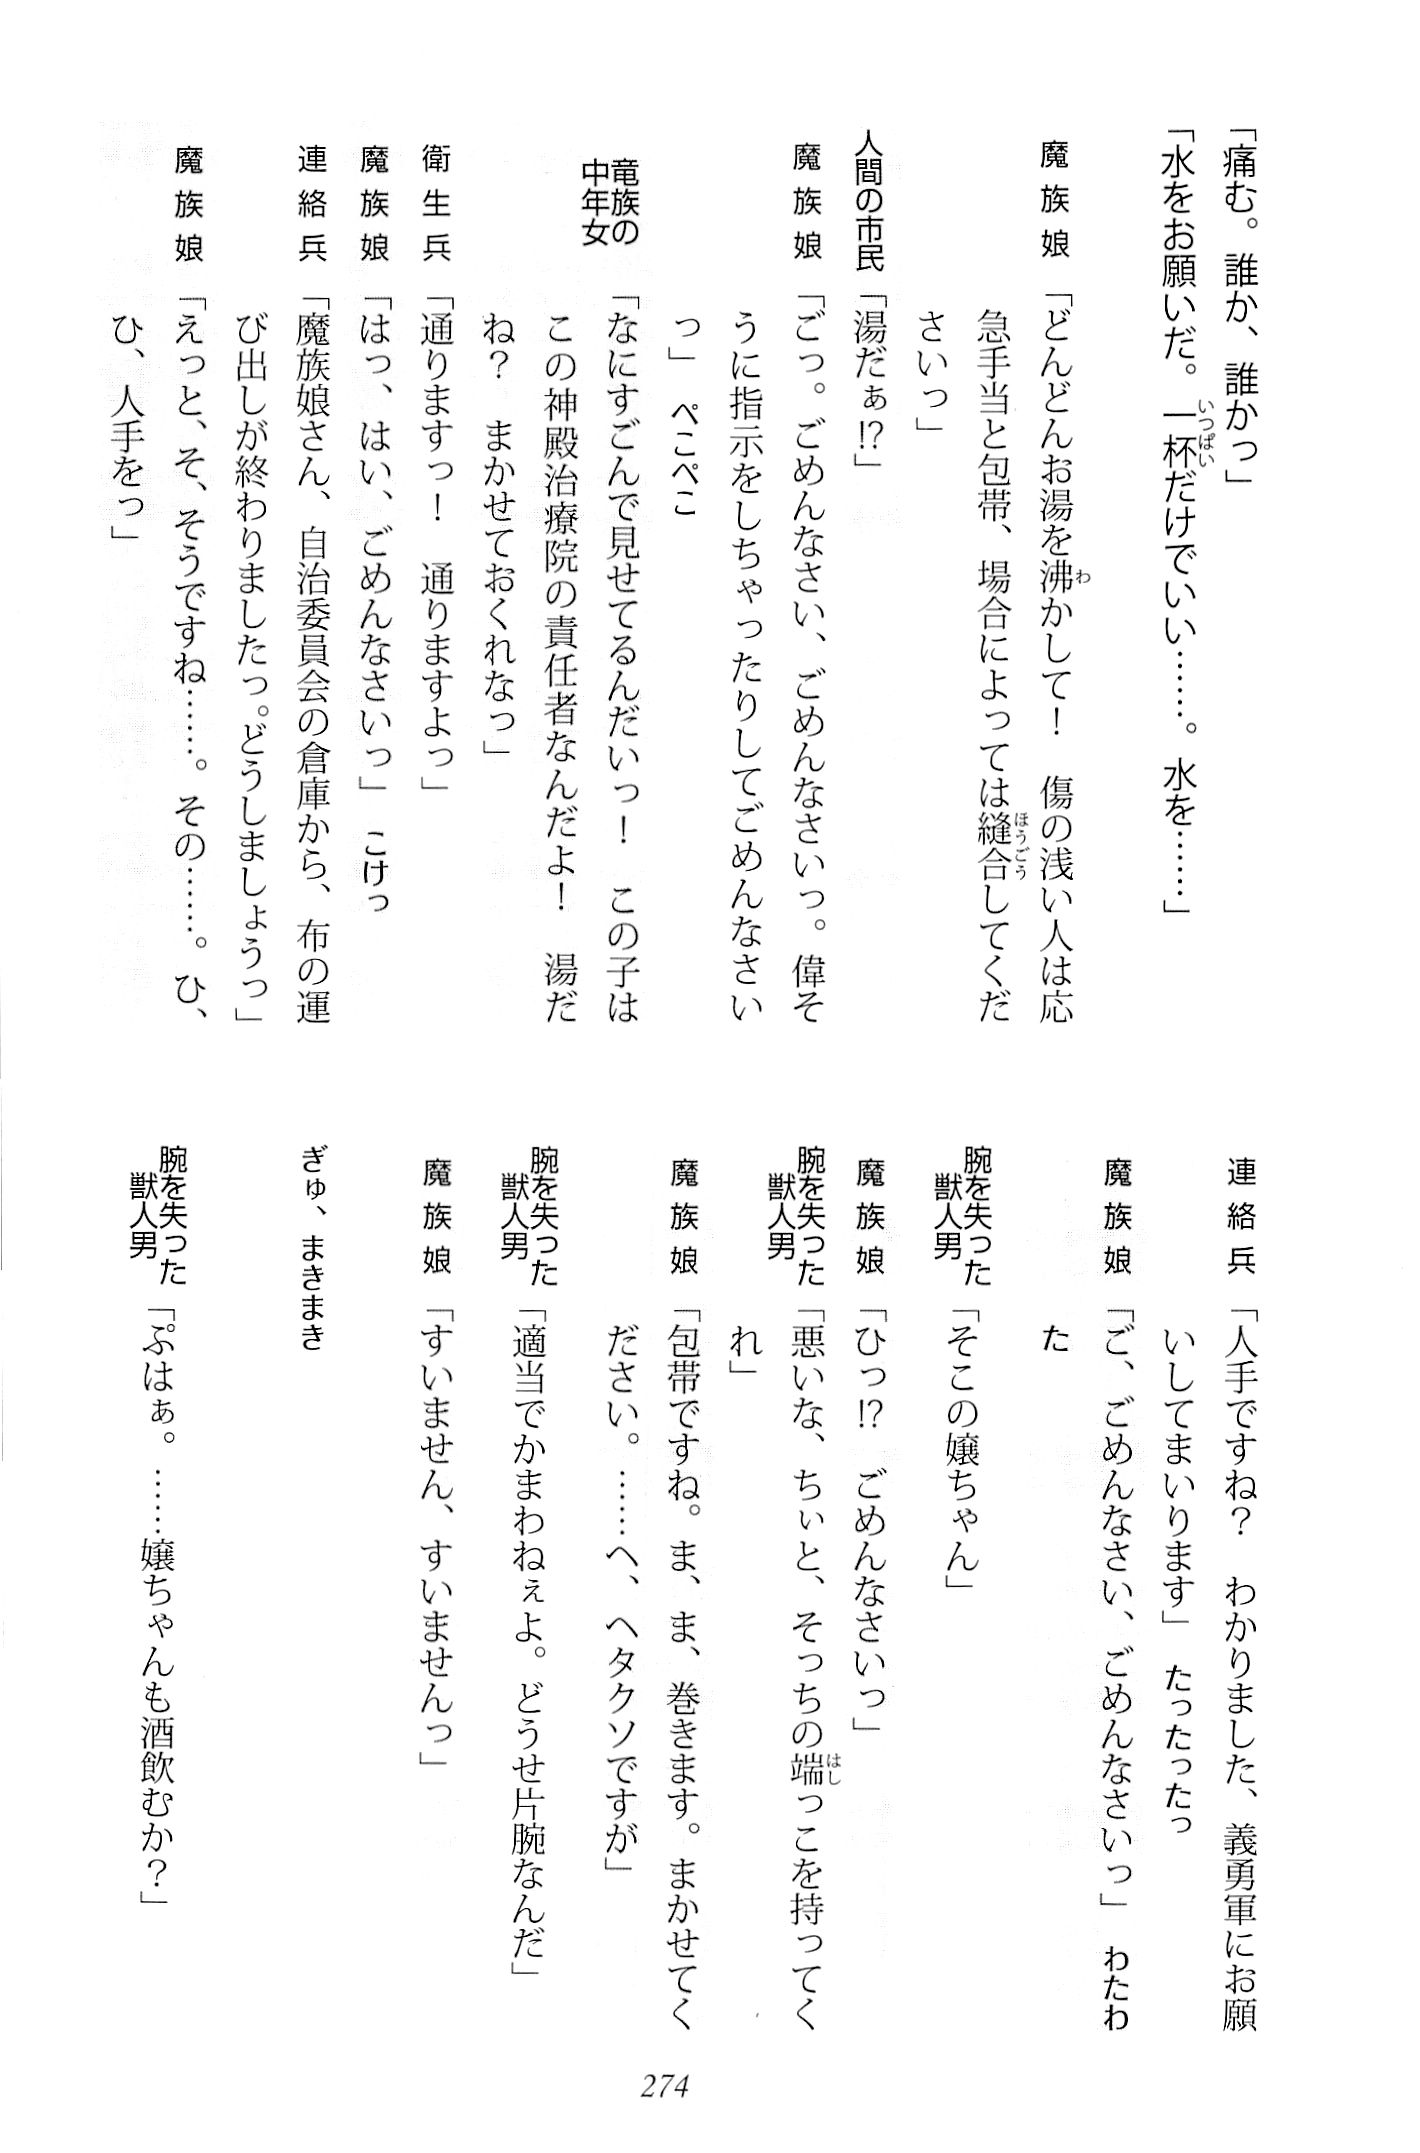 「痛む。誰か、誰かっ」
「水をお願いだ。一杯だけでいい……。水を……」
魔族娘「どんどんお湯を沸かして！　傷の浅い人は応
急手当と包帯、場合によっては縫合してくだ
さいっ」
人間の市民「湯だぁ!?」
魔族娘「ごっ。ごめんなさい、ごめんなさいっ。偉そ
うに指示をしちゃったりしてごめんなさい
っ」　ぺこぺこ
竜族の中年女「なにすごんで見せてるんだいっ！　この子は
この神殿治療院の責任者なんだよ！　湯だ
ね？　まかせておくれなっ」
衛生兵「通りますっ！　通りますよっ」
魔族娘「はっ、はい、ごめんなさいっ」　こけっ
連絡兵「魔族娘さん、自治委員会の倉庫から、布の運
び出しが終わりましたっ。どうしましょうっ」
魔族娘「えっと、そ、そうですね……。その……。ひ、
ひ、人手をっ」
連絡兵「人手ですね？　わかりました、義勇軍にお願
いしてまいります」　たったったっ
魔族娘「ご、ごめんなさい、ごめんなさいっ」　わたわ
た
腕を失った獣人男「そこの嬢ちゃん」
魔族娘「ひっ!?　ごめんなさいっ」
腕を失った獣人男「悪いな、ちぃと、そっちの端っこを持ってく
れ」
魔族娘「包帯ですね。ま、ま、巻きます。まかせてく
ださい。……へ、ヘタクソですが」
腕を失った獣人男「適当でかまわねぇよ。どうせ片腕なんだ」
魔族娘「すいません、すいませんっ」
ぎゅ、まきまき
腕を失った獣人男「ぷはぁ。……嬢ちゃんも酒飲むか？」
274